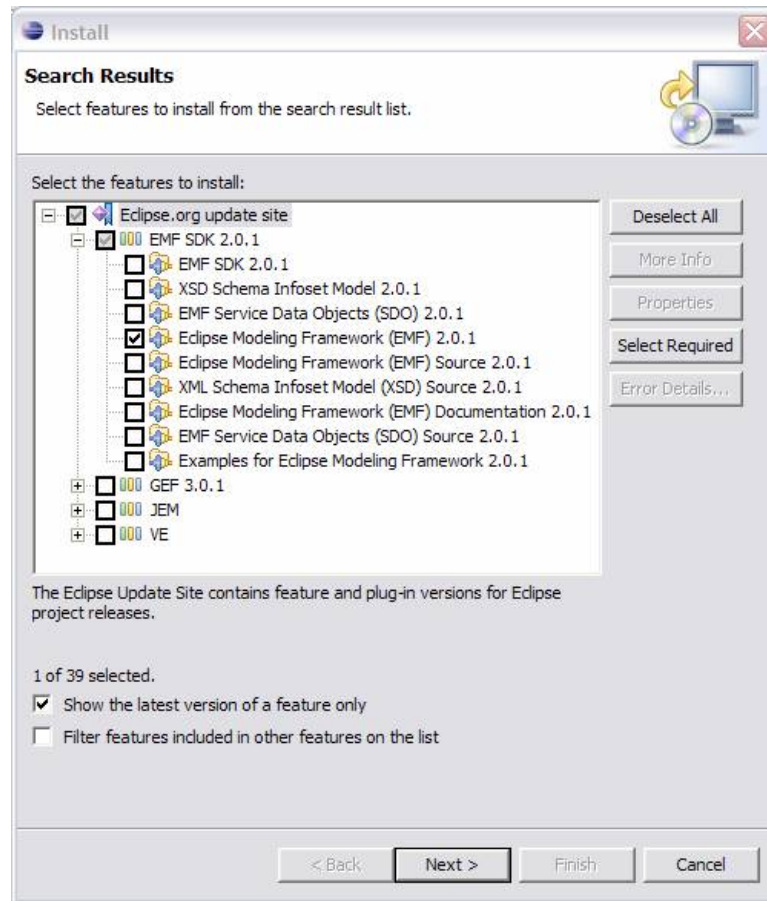 Install
Search Results
Select features to install from the search result list.
Select the features to install:
Eclipse.org update site
EMF SDK 2.0.1
EMF SDK 2.0.1
XSD Schema Infoset Model 2.0.1
EMF Service Data Objects (SDO) 2.0.1
Eclipse Modeling Framework (EMF) 2.0.1
Eclipse Modeling Framework (EMF) Source 2.0.1
XML Schema Infoset Model (XSD) Source 2.0.1
Eclipse Modeling Framework (EMF) Documentation 2.0.1
EMF Service Data Objects (SDO) Source 2.0.1
Examples for Eclipse Modeling Framework 2.0.1
GEF 3.0.1
JEM
VE
Deselect All
More Info
Properties
Select Required
Error Details...
The Eclipse Update Site contains feature and plug-in versions for Eclipse
project releases.
1 of 39 selected.
Show the latest version of a feature only
Filter features included in other features on the list
< Back
Next >
Finish
Cancel